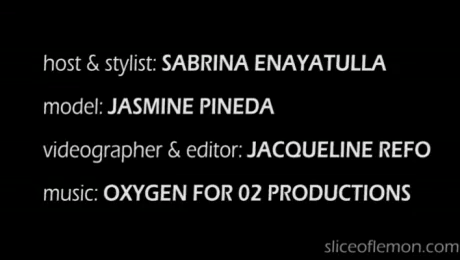 host & stylist: SABRINA ENAYATULLA
model: JASMINE PINEDA
videographer & editor: JACQUELINE REFO
music: OXYGEN FOR 02 PRODUCTIONS
sliceoflemon.com